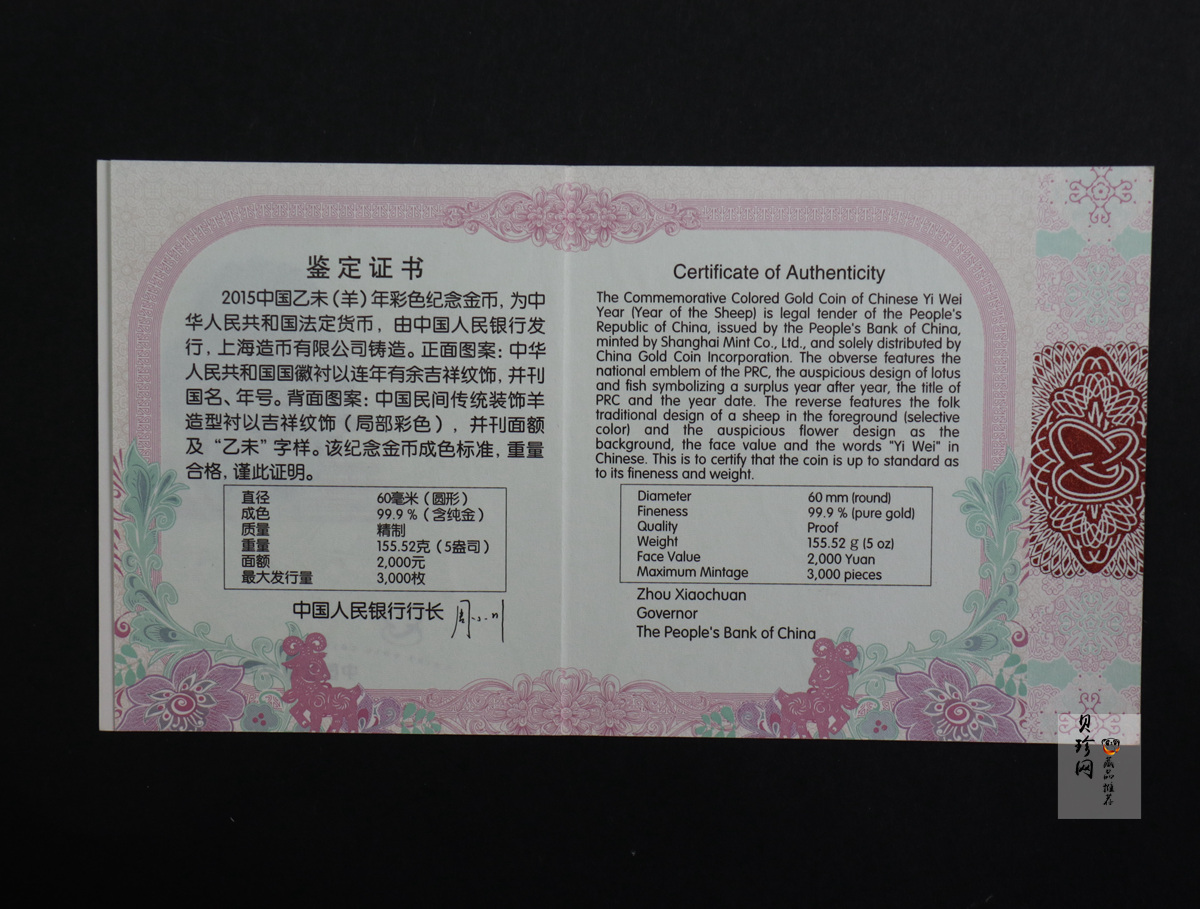 鉴定证书
2015中国乙未（羊）年彩色纪念金币，为中
华人民共和国法定货币，由中国人民银行发
行，上海造币有限公司铸造。正面图案：中华
人民共和国国徽衬以连年有余吉祥纹饰，并刊
国名、年号。背面图案：中国民间传统装饰羊
造型衬以吉祥纹饰（局部彩色），并刊面额
及“乙未”字样。该纪念金币成色标准，重量
合格，谨此证明。
直径 60毫米（圆形）
成色 99.9 %（含纯金）
质量 精制
重量 155.52克（5盎司）
面额 2,000元
最大发行量 3,000枚
中国人民银行行长 周小川
Certificate of Authenticity
The Commemorative Colored Gold Coin of Chinese Yi Wei
Year (Year of the Sheep) is legal tender of the People's
Republic of China, issued by the People's Bank of China,
minted by Shanghai Mint Co., Ltd., and solely distributed by
China Gold Coin Incorporation. The obverse features the
national emblem of the PRC, the auspicious design of lotus
and fish symbolizing a surplus year after year, the title of
PRC and the year date. The reverse features the folk
traditional design of a sheep in the foreground (selective
color) and the auspicious flower design as the
background, the face value and the words "Yi Wei" in
Chinese. This is to certify that the coin is up to standard as
to its fineness and weight.
Diameter 60 mm (round)
Fineness 99.9 % (pure gold)
Quality Proof
Weight 155.52 g (5 oz)
Face Value 2,000 Yuan
Maximum Mintage 3,000 pieces
Zhou Xiaochuan
Governor
The People's Bank of China
贝珍网
藏品推荐